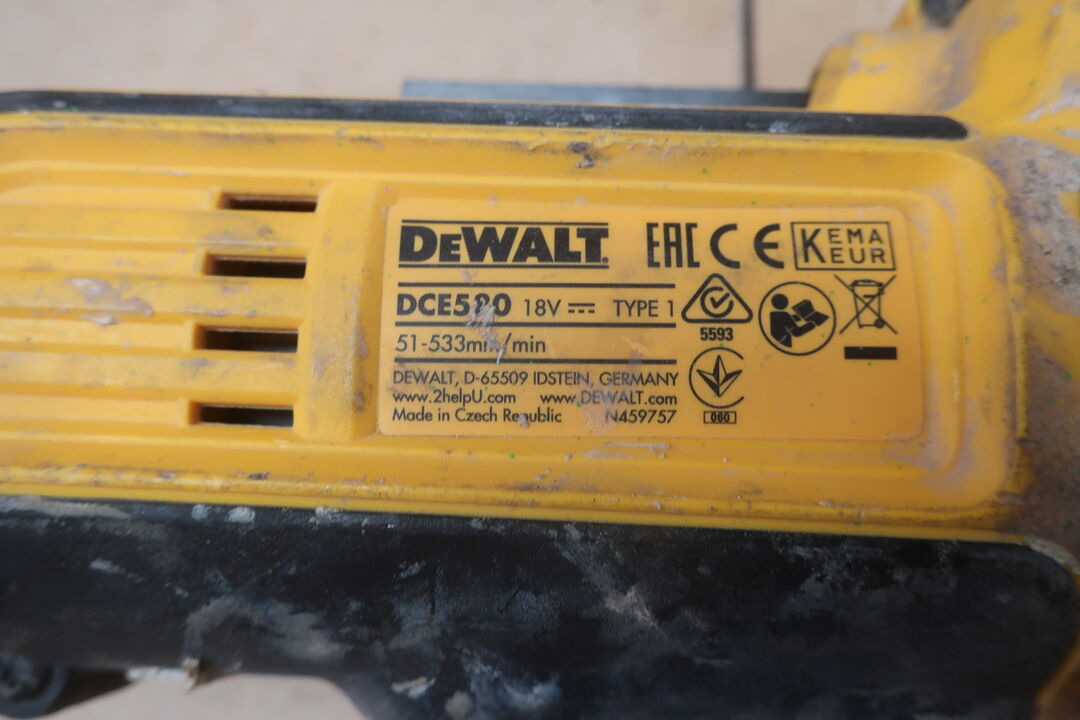 DEWALT
EAC CE KEMA KEUR
DCE580 18V TYPE 1
5593
51-533mm/min
DEWALT, D-65509 IDSTEIN, GERMANY
www.2helpU.com www.DEWALT.com
Made in Czech Republic N459757
060